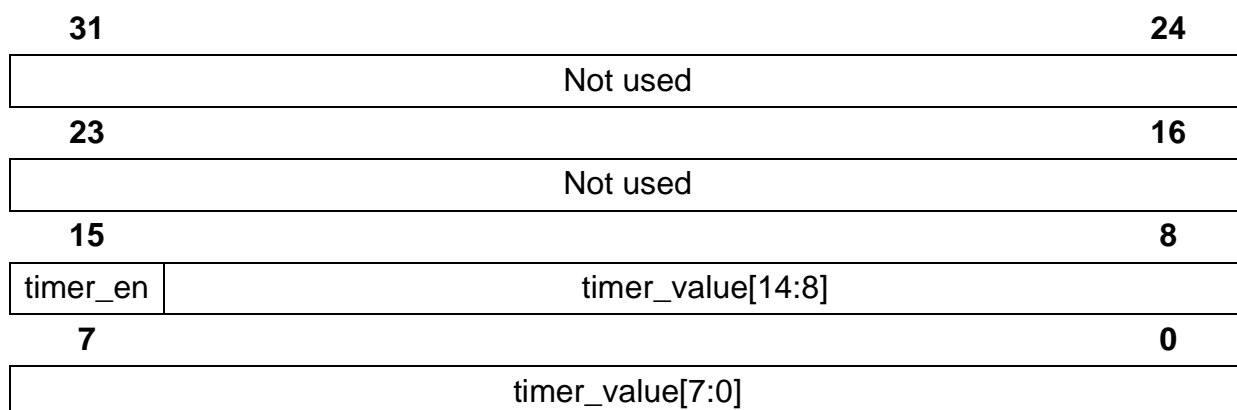 31 24
Not used
23 16
Not used
15 8
timer_en timer_value[14:8]
7 0
timer_value[7:0]